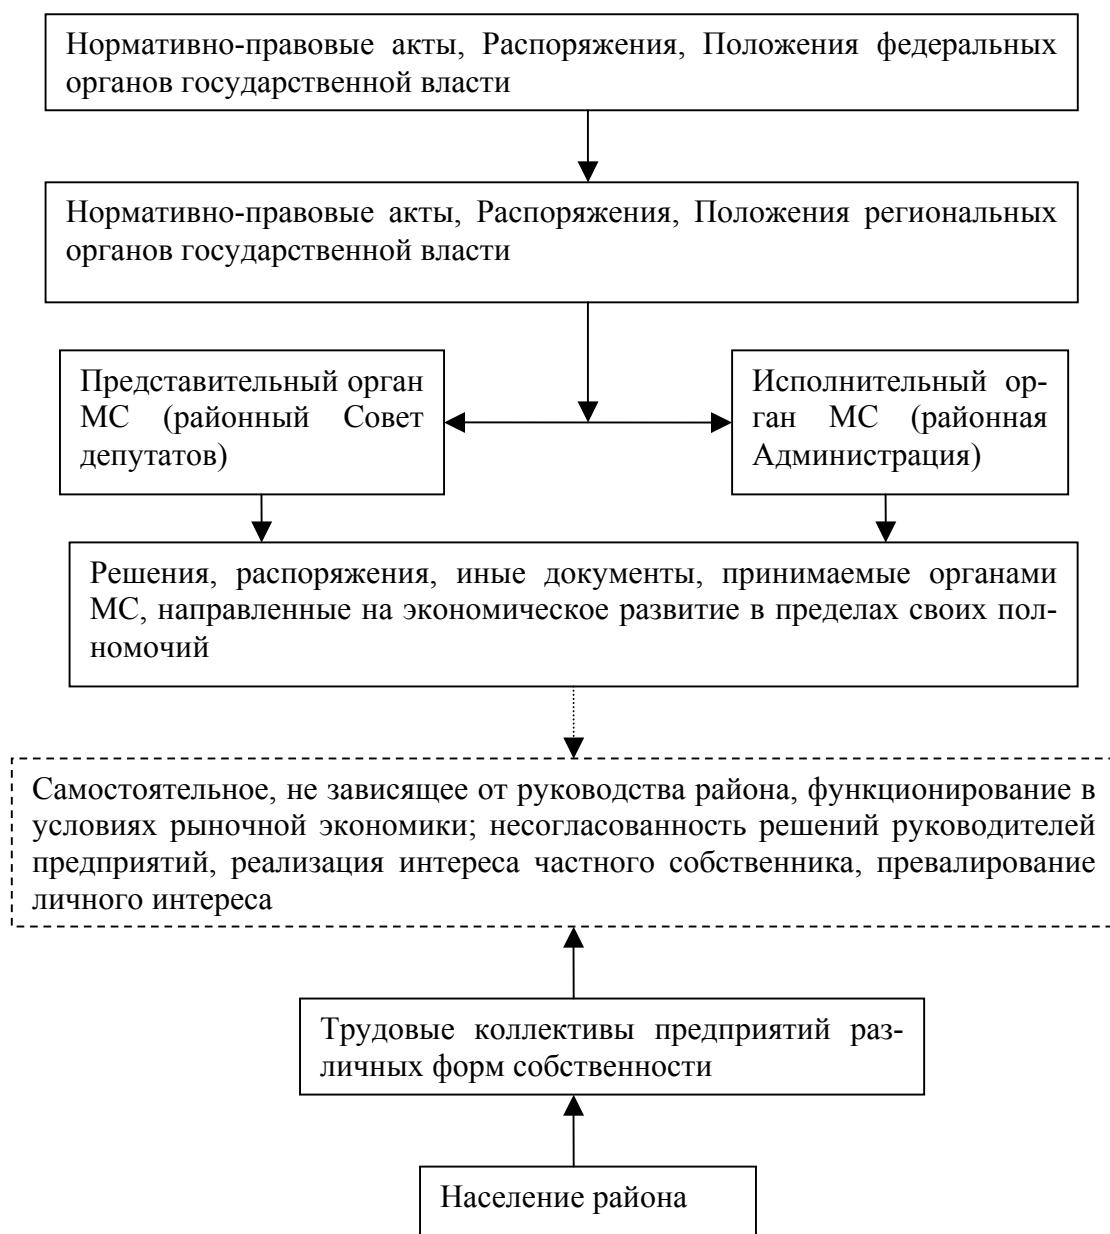 Нормативно-правовые акты, Распоряжения, Положения федеральных
органов государственной власти
Нормативно-правовые акты, Распоряжения, Положения региональных
органов государственной власти
Представительный орган
МС (районный Совет
депутатов)
Исполнительный ор-
ган МС (районная
Администрация)
Решения, распоряжения, иные документы, принимаемые органами
МС, направленные на экономическое развитие в пределах своих пол-
номочий
Самостоятельное, не зависящее от руководства района, функционирование в
условиях рыночной экономики; несогласованность решений руководителей
предприятий, реализация интереса частного собственника, превалирование
личного интереса
Трудовые коллективы предприятий раз-
личных форм собственности
Население района